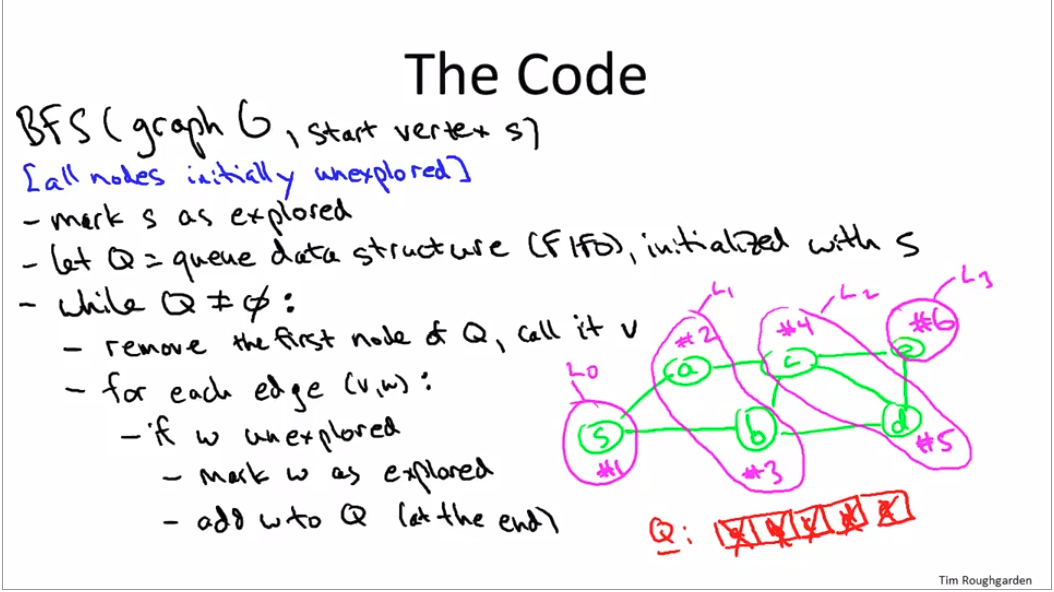 The Code
BFS(graph G, start vertex s)
[all nodes initially unexplored]
- mark s as explored
- let Q = queue data structure (FIFO), initialized with s
- while Q ≠ ∅ :
- remove the first node of Q, call it v
- for each edge (v,w) :
- if w unexplored
- mark w as explored
- add w to Q (at the end)
L0
L1
L2
L3
s
#1
a
#2
b
#3
c
#4
d
#5
e
#6
Q:
Tim Roughgarden